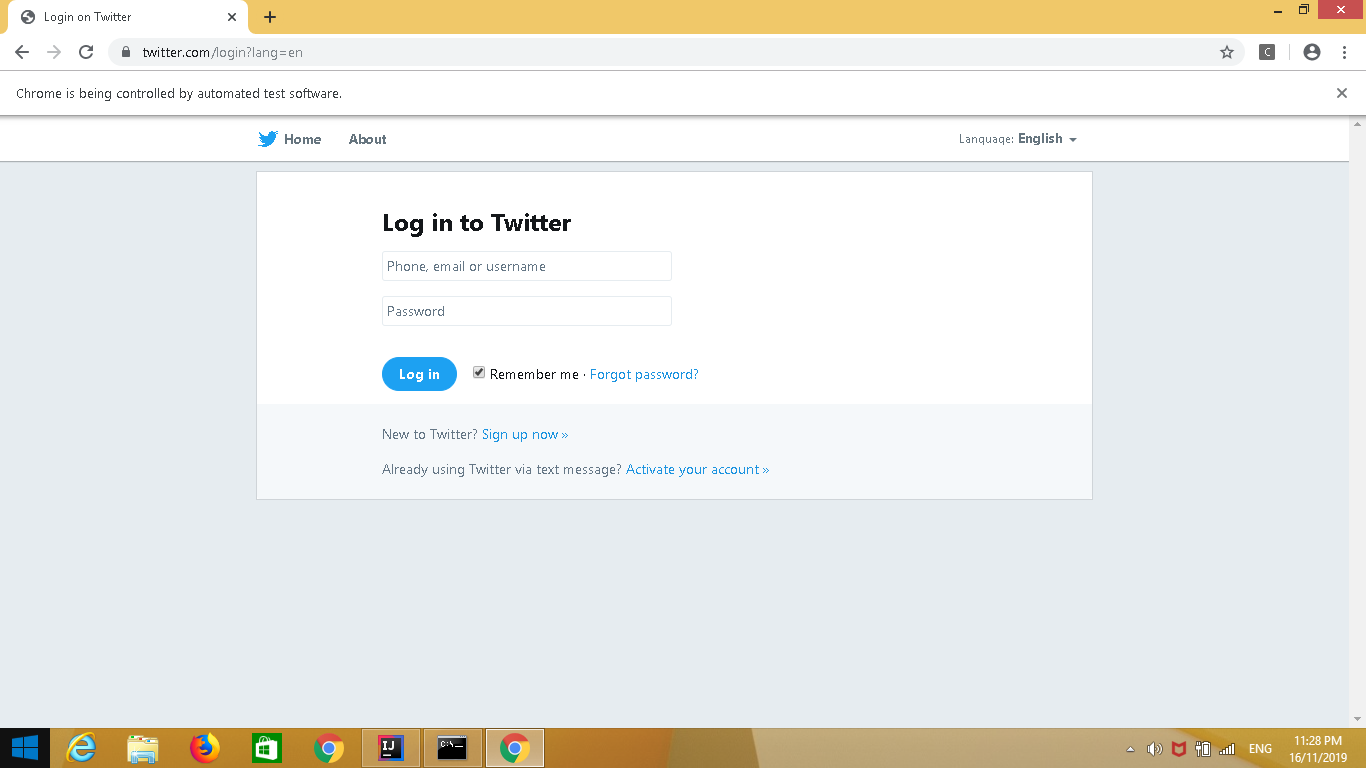 Login on Twitter
twitter.com/login?lang=en
C
Chrome is being controlled by automated test software.
Home
About
Language: English
Log in to Twitter
Phone, email or username
Password
Log in
Remember me · Forgot password?
New to Twitter? Sign up now »
Already using Twitter via text message? Activate your account »
IJ
C:\_
ENG
11:28 PM
16/11/2019